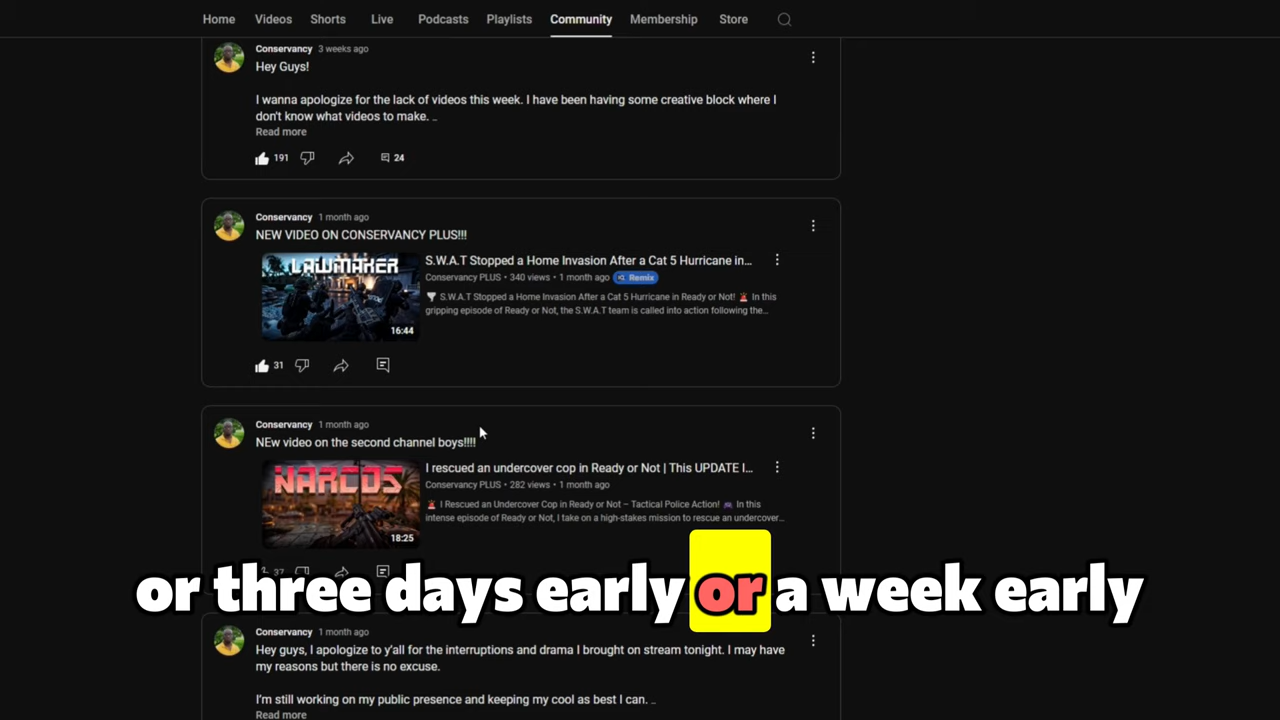 Home Videos Shorts Live Podcasts Playlists Community Membership Store
Conservancy 3 weeks ago
Hey Guys!
I wanna apologize for the lack of videos this week. I have been having some creative block where I
don't know what videos to make. ...
Read more
191 24
Conservancy 1 month ago
NEW VIDEO ON CONSERVANCY PLUS!!!
LAWMAKER
16:44
S.W.A.T Stopped a Home Invasion After a Cat 5 Hurricane in...
Conservancy PLUS • 340 views • 1 month ago Remix
🌪 S.W.A.T Stopped a Home Invasion After a Cat 5 Hurricane in Ready or Not! 🚨 In this
gripping episode of Ready or Not, the S.W.A.T team is called into action following the...
31
Conservancy 1 month ago
NEw video on the second channel boys!!!!
NARCOS
18:25
I rescued an undercover cop in Ready or Not | This UPDATE I...
Conservancy PLUS • 282 views • 1 month ago
🚨 I Rescued an Undercover Cop in Ready or Not – Tactical Police Action! 🎮 In this
intense episode of Ready or Not, I take on a high-stakes mission to rescue an undercover...
37
or three days early or a week early
Conservancy 1 month ago
Hey guys, I apologize to y'all for the interruptions and drama I brought on stream tonight. I may have
my reasons but there is no excuse.
I'm still working on my public presence and keeping my cool as best I can. ...
Read more